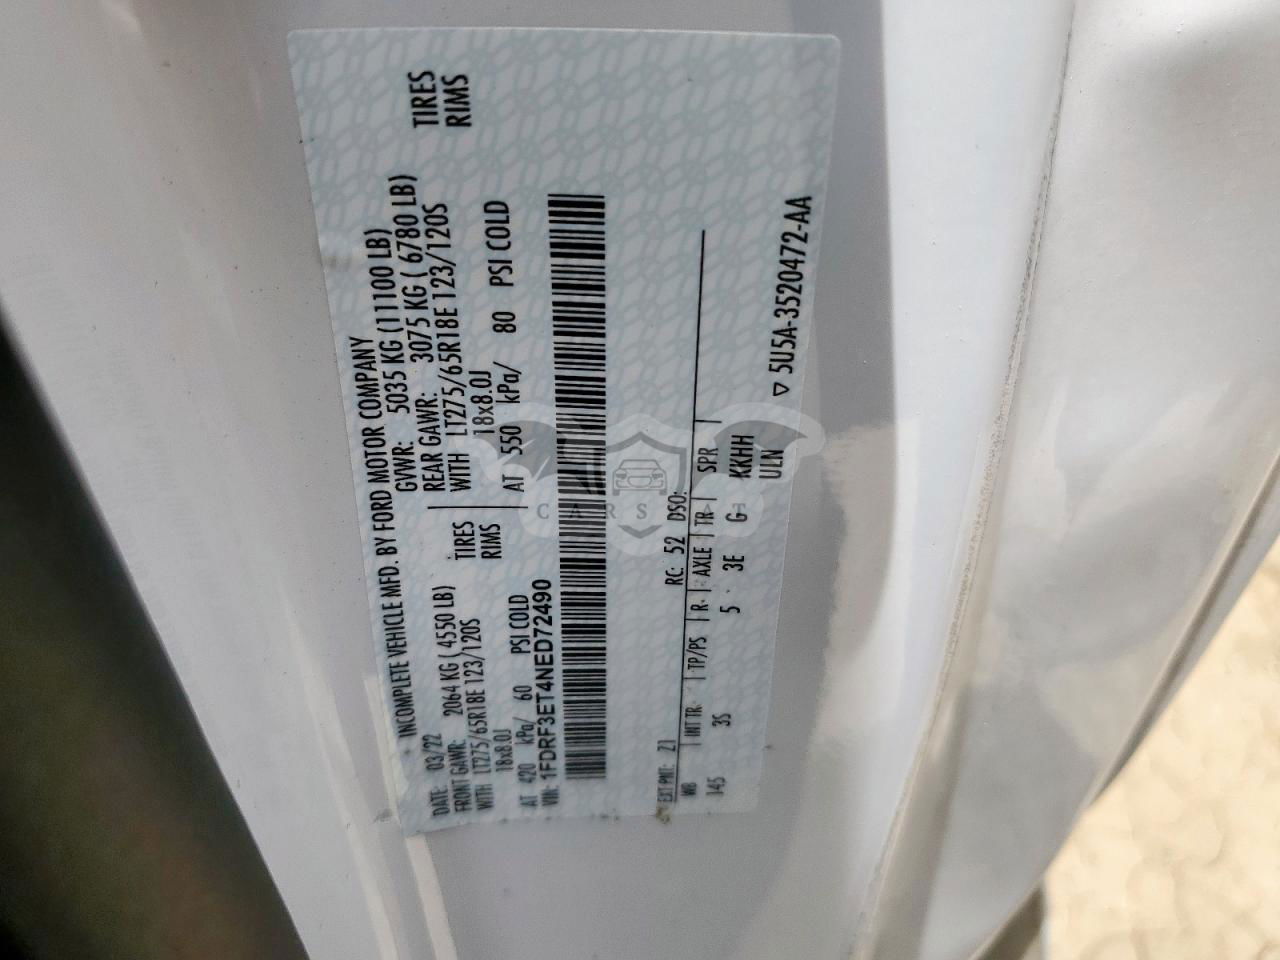 INCOMPLETE VEHICLE MFD. BY FORD MOTOR COMPANY
DATE: 03/22 GVWR: 5035 KG (11100 LB)
FRONT GAWR: 2064 KG ( 4550 LB) REAR GAWR: 3075 KG ( 6780 LB)
WITH LT275/65R18E 123/120S TIRES WITH LT275/65R18E 123/120S TIRES
18x8.0J RIMS 18x8.0J RIMS
AT 420 kPa/ 60 PSI COLD AT 550 kPa/ 80 PSI COLD
VIN: 1FDRF3ET4NED72490
EXT PNT: Z1 RC: 52 DSO:
WB INT TR TP/PS R AXLE TR SPR
145 3S 5 3E G KKHH
ULN
▽ 5U5A-3520472-AA
CARS